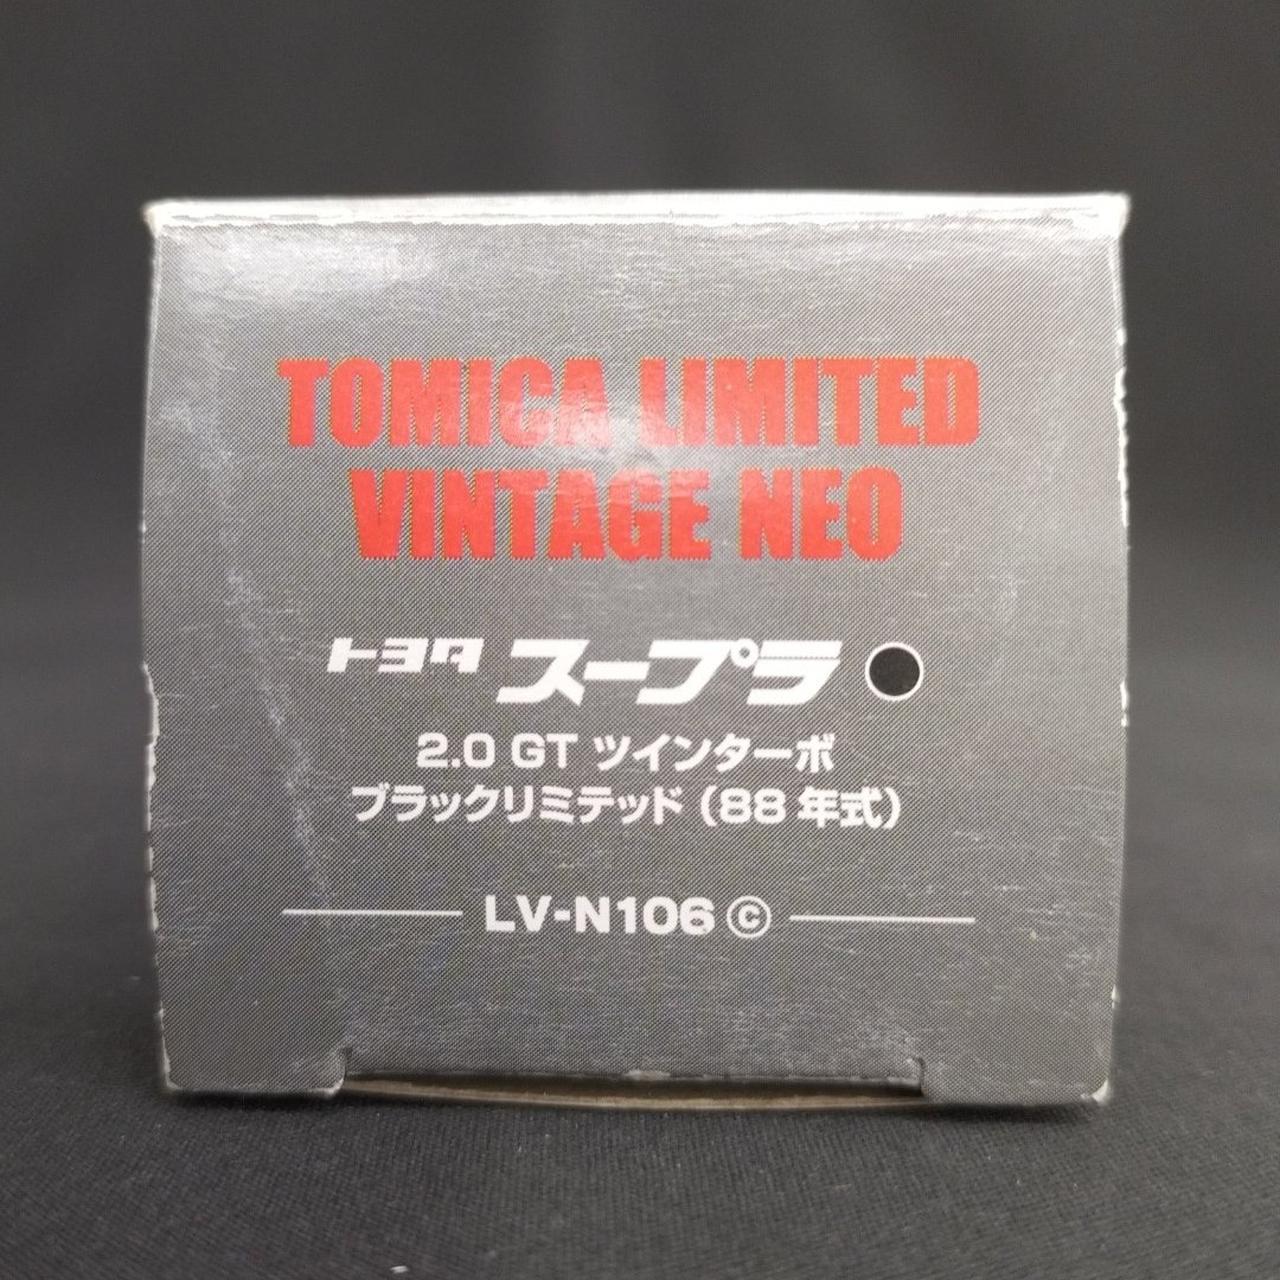 TOMICA LIMITED
VINTAGE NEO
トヨタ スープラ
2.0 GT ツインターボ
ブラックリミテッド (88 年式)
LV-N106 ⓒ